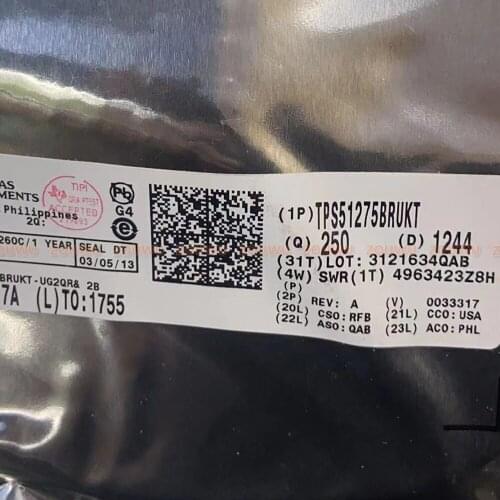 AS
MENTS
Philippines
2Q:
TIPI
QRA PTPST
ACCEPTED
Pb
G4
e
260C/1 YEAR SEAL DT
03/05/13
BRUKT-UG2QR& 2B
7A (L)TO:1755
(1P)TPS51275BRUKT
(Q) 250 (D) 1244
(31T)LOT: 3121634QAB
(4W) SWR(1T) 4963423Z8H
(P)
(2P) REV: A (V) 0033317
(20L) CSO:RFB (21L) CCO:USA
(22L) ASO:QAB (23L) ACO:PHL